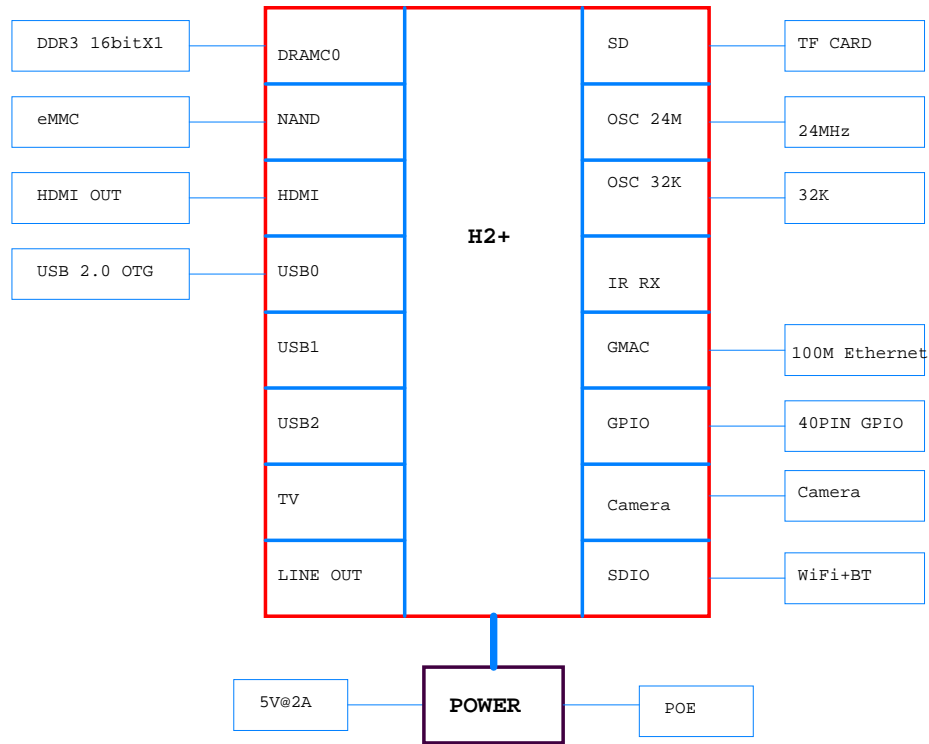 DDR3 16bitX1
DRAMC0
SD
TF CARD
eMMC
NAND
OSC 24M
24MHz
HDMI OUT
HDMI
OSC 32K
32K
H2+
USB 2.0 OTG
USB0
IR RX
USB1
GMAC
100M Ethernet
USB2
GPIO
40PIN GPIO
TV
Camera
Camera
LINE OUT
SDIO
WiFi+BT
5V@2A
POWER
POE